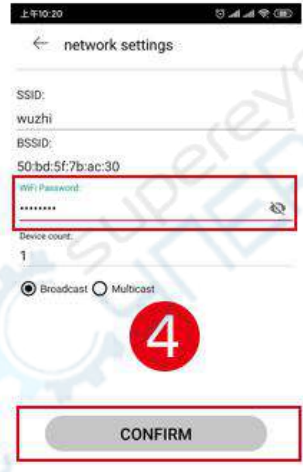 上午10:20
← network settings
SSID:
wuzhi
BSSID:
50:bd:5f:7b:ac:30
WiFi Password:
••••••••
Device count:
1
Broadcast Multicast
4
CONFIRM